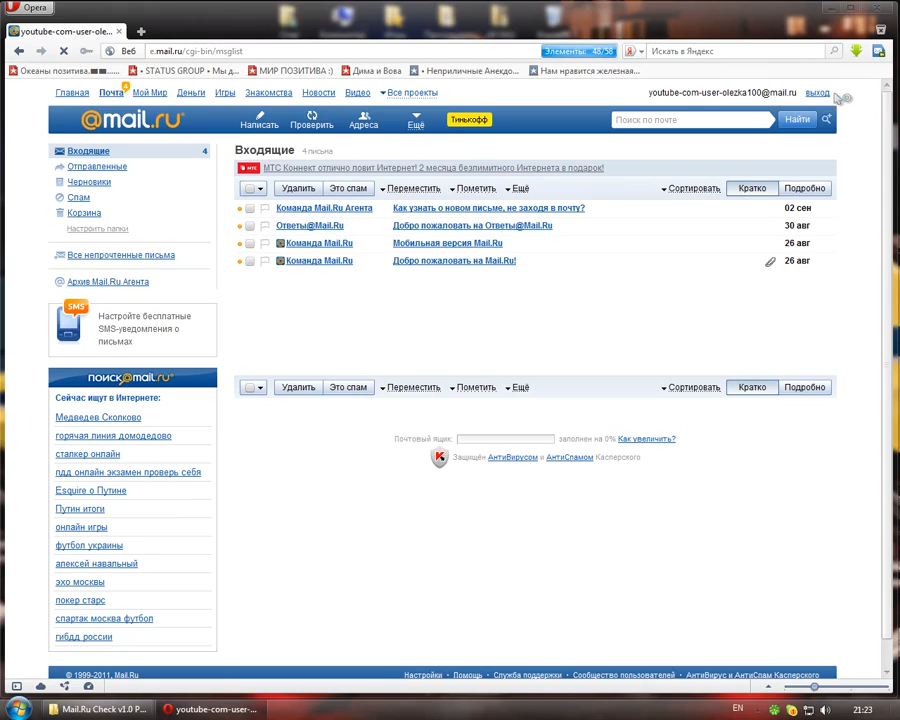 Opera
youtube-com-user-ole...
Веб
e.mail.ru/cgi-bin/msglist
Элементы: 48/58
Искать в Яндекс
Океаны позитива.■■.....
• STATUS GROUP • Мы д...
МИР ПОЗИТИВА :)
Дима и Вова
• Неприличные Анекдо...
Нам нравится железная...
Главная
Почта
4
Мой Мир
Деньги
Игры
Знакомства
Новости
Видео
Все проекты
youtube-com-user-olezka100@mail.ru
выход
@mail.ru
Написать
Проверить
Адреса
Ещё
Тинькофф
Поиск по почте
Найти
Входящие 4
Отправленные
Черновики
Спам
Корзина
Настроить папки
Все непрочтенные письма
Архив Mail.Ru Агента
SMS
Настройте бесплатные
SMS-уведомления о
письмах
поиск@mail.ru
Сейчас ищут в Интернете:
Медведев Сколково
горячая линия домодедово
сталкер онлайн
пдд онлайн экзамен проверь себя
Esquire о Путине
Путин итоги
онлайн игры
футбол украины
алексей навальный
эхо москвы
покер старс
спартак москва футбол
гибдд россии
Входящие 4 письма
МТС МТС Коннект отлично ловит Интернет! 2 месяца безлимитного Интернета в подарок!
Удалить Это спам Переместить Пометить Ещё Сортировать Кратко Подробно
Команда Mail.Ru Агента Как узнать о новом письме, не заходя в почту? 02 сен
Ответы@Mail.Ru Добро пожаловать на Ответы@Mail.Ru 30 авг
Команда Mail.Ru Мобильная версия Mail.Ru 26 авг
Команда Mail.Ru Добро пожаловать на Mail.Ru! 26 авг
Удалить Это спам Переместить Пометить Ещё Сортировать Кратко Подробно
Почтовый ящик: заполнен на 0% Как увеличить?
Защищён АнтиВирусом и АнтиСпамом Касперского
© 1999-2011, Mail.Ru
Настройки · Помощь · Служба поддержки · Сообщество пользователей · АнтиВирус и АнтиСпам Касперского
Mail.Ru Check v1.0 P...
youtube-com-user-...
EN
21:23